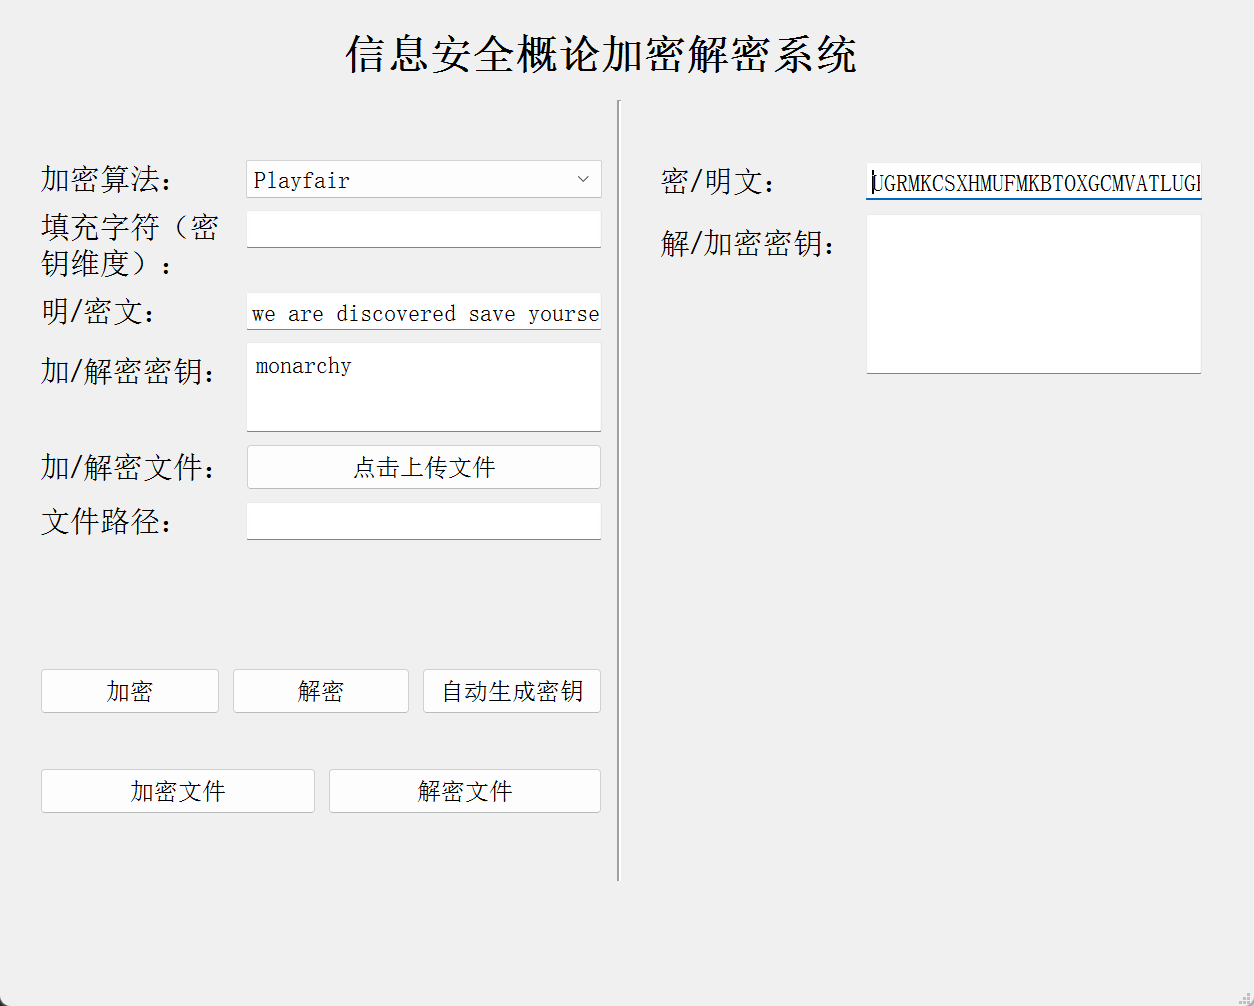 信息安全概论加密解密系统
加密算法：
Playfair
填充字符（密
钥维度）：
明/密文：
we are discovered save yourse
加/解密密钥：
monarchy
加/解密文件：
点击上传文件
文件路径：
加密
解密
自动生成密钥
加密文件
解密文件
密/明文：
UGRMKCSXHMUFMKBTOXGCMVATLUG
解/加密密钥：